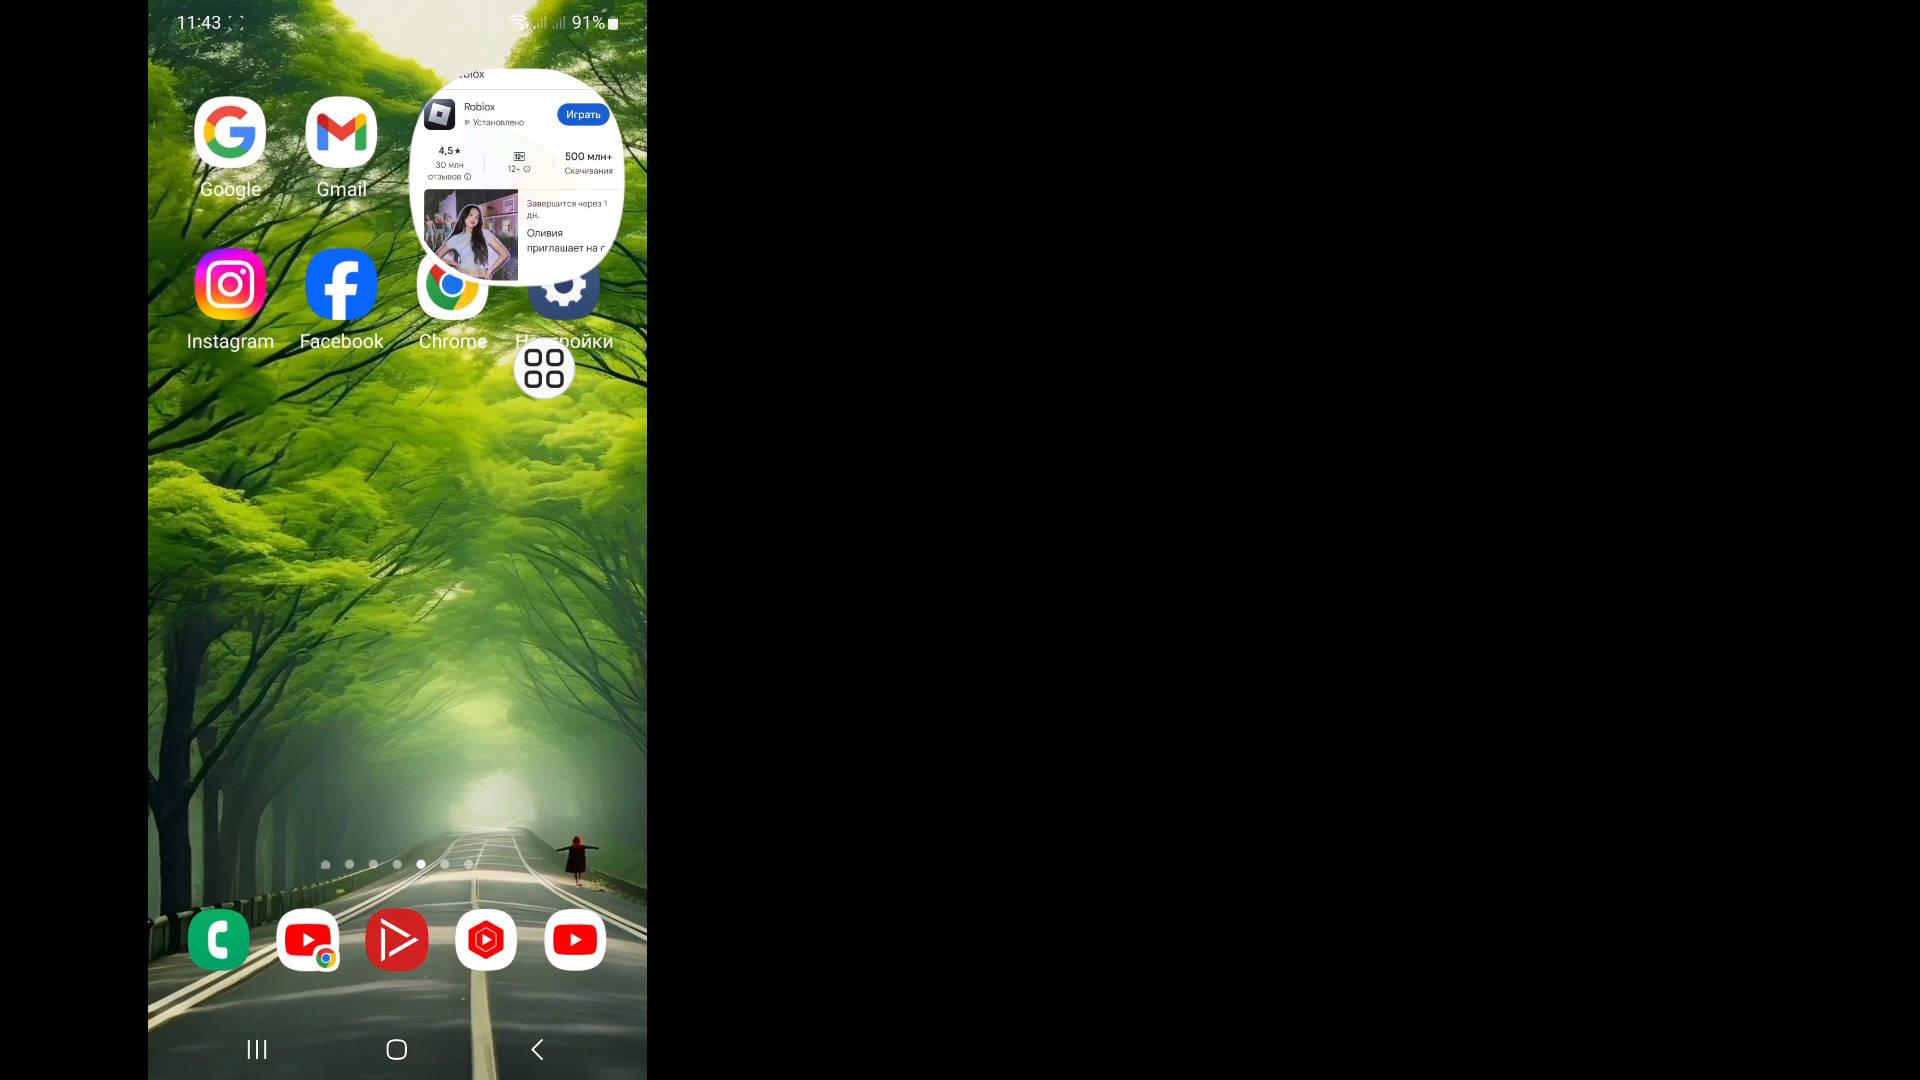 11:43
91%
Roblox
Установлено
Играть
4,5★
30 млн
отзывов
12+
12+
500 млн+
Скачивания
Завершится через 1
дн.
Оливия
приглашает на
Google
Gmail
Instagram
Facebook
Chrome